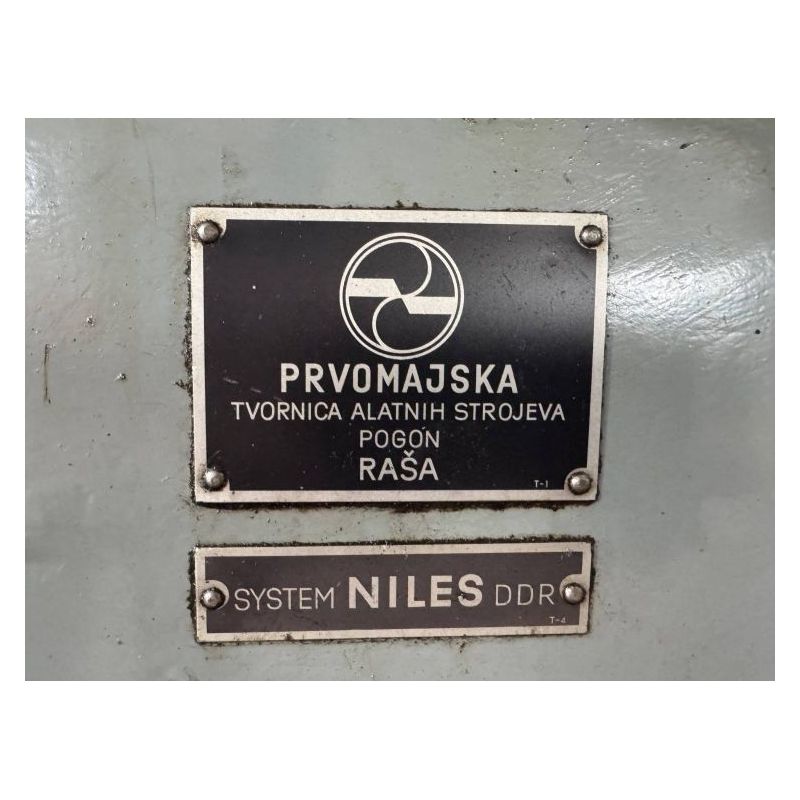 PRVOMAJSKA
TVORNICA ALATNIH STROJEVA
POGON
RAŠA
T-1
SYSTEM NILES DDR
T-4